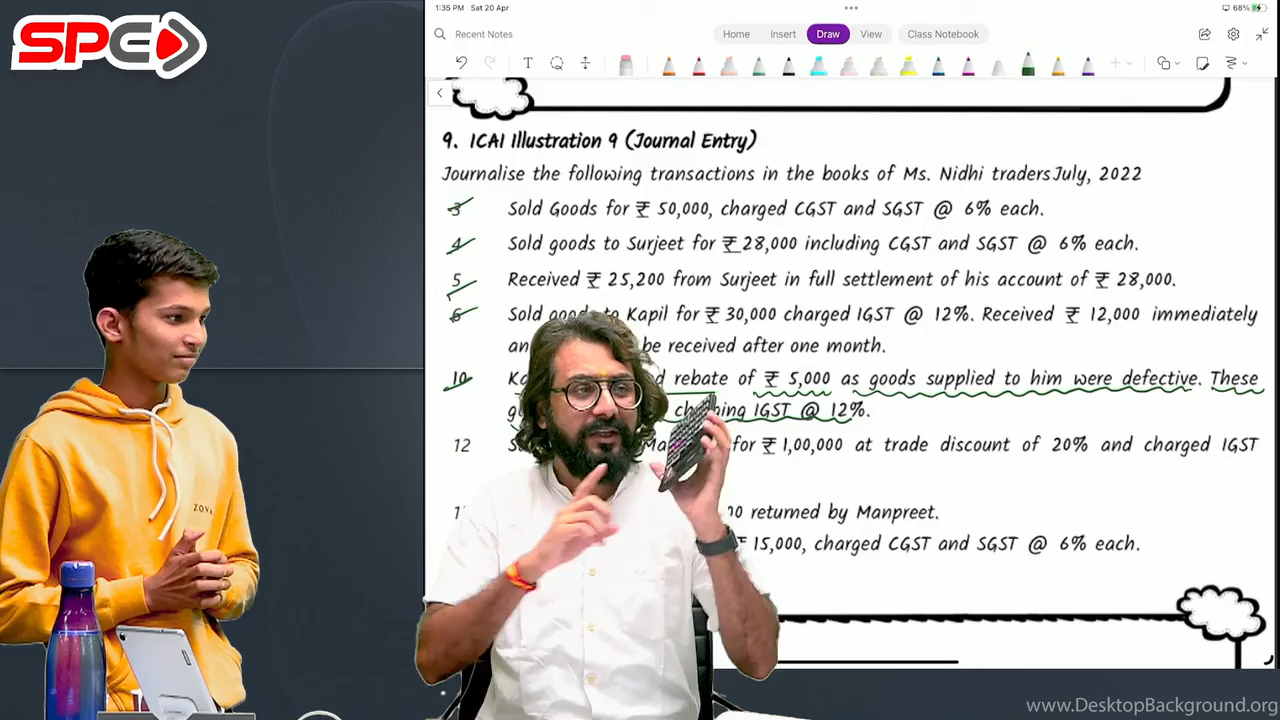 SPC
1:35 PM Sat 20 Apr
68%
Recent Notes
Home Insert Draw View Class Notebook
T
9. ICAI Illustration 9 (Journal Entry)
Journalise the following transactions in the books of Ms. Nidhi tradersJuly, 2022
3 Sold Goods for ₹ 50,000, charged CGST and SGST @ 6% each.
4 Sold goods to Surjeet for ₹ 28,000 including CGST and SGST @ 6% each.
5 Received ₹ 25,200 from Surjeet in full settlement of his account of ₹ 28,000.
6 Sold goods to Kapil for ₹ 30,000 charged IGST @ 12%. Received ₹ 12,000 immediately
be received after one month.
10 rebate of ₹ 5,000 as goods supplied to him were defective. These
charging IGST @ 12%.
12 for ₹ 1,00,000 at trade discount of 20% and charged IGST
returned by Manpreet.
₹ 15,000, charged CGST and SGST @ 6% each.
ZOVA
www.DesktopBackground.org